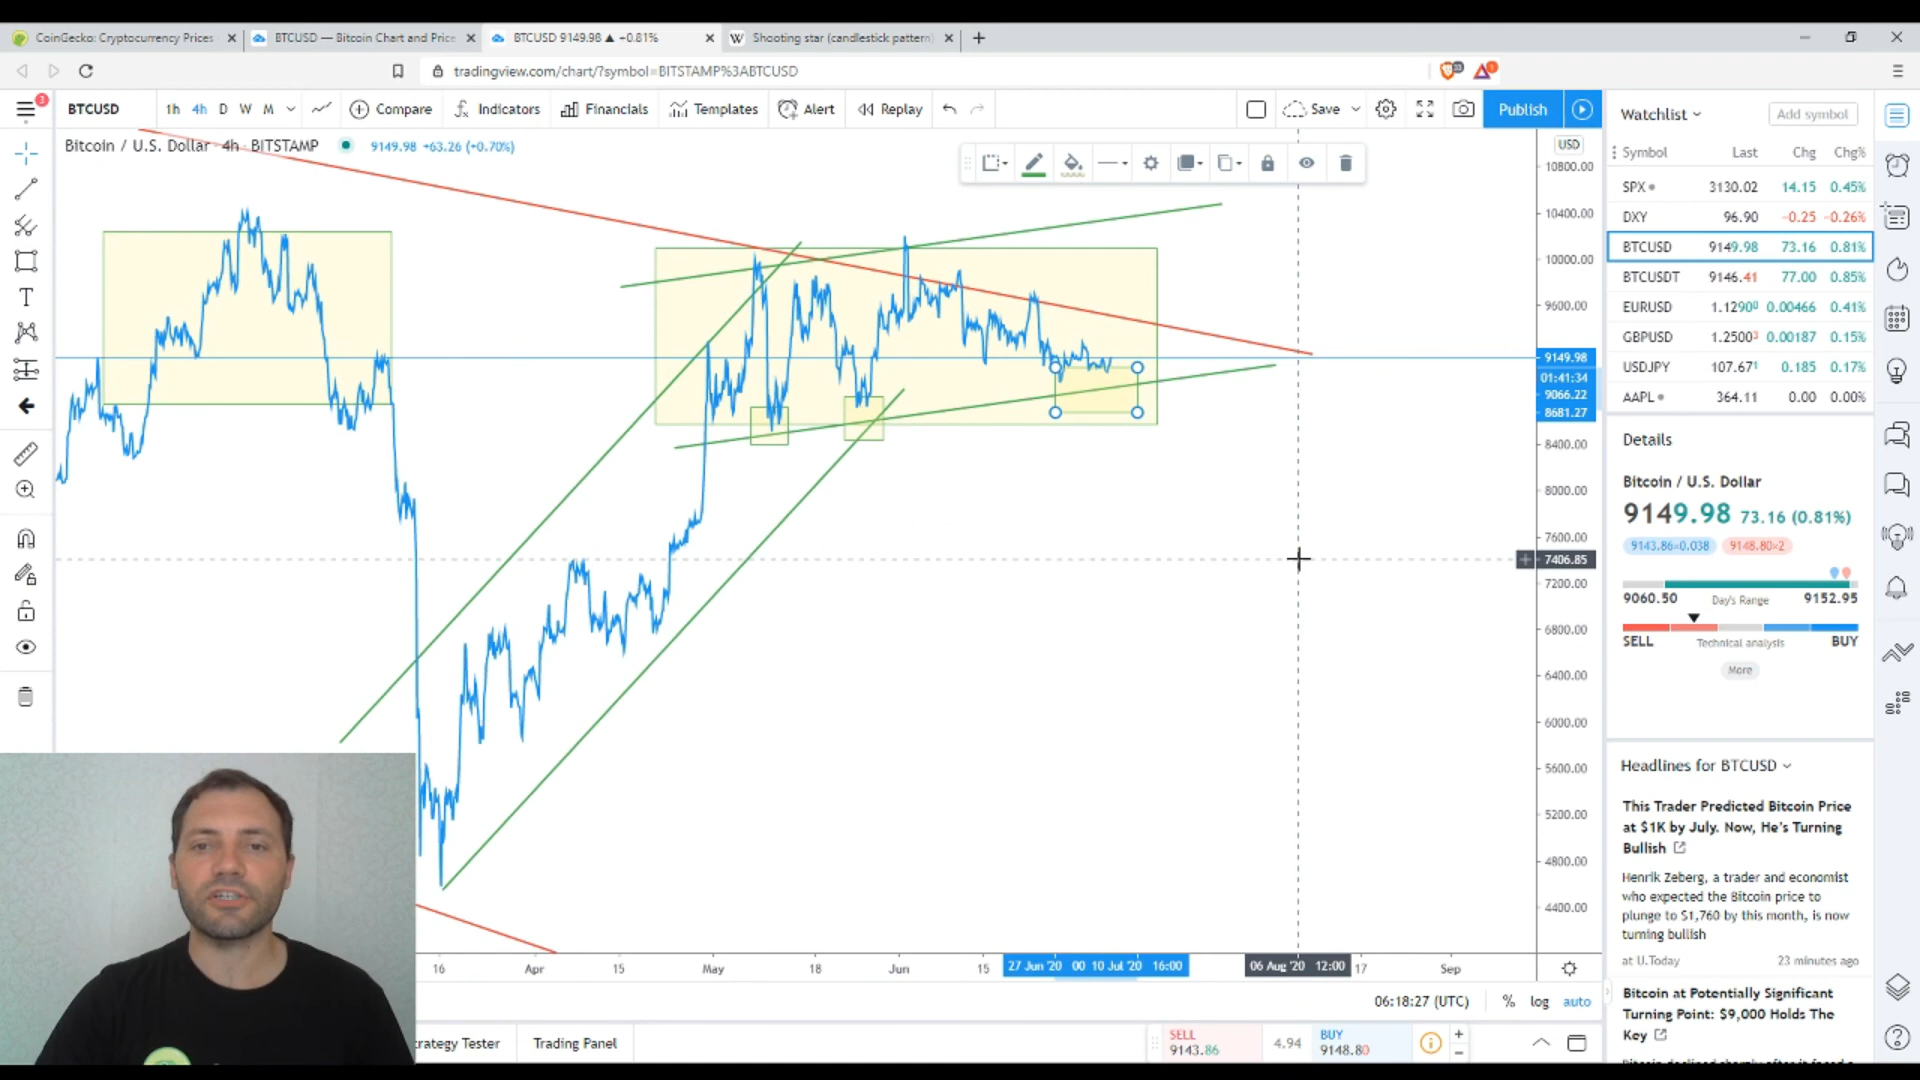 CoinGecko: Cryptocurrency Prices
BTCUSD — Bitcoin Chart and Price
BTCUSD 9149.98 ▲ +0.81%
W Shooting star (candlestick pattern)
tradingview.com/chart/?symbol=BITSTAMP%3ABTCUSD
3
BTCUSD 1h 4h D W M Compare Indicators Financials Templates Alert Replay Save Publish
Bitcoin / U.S. Dollar · 4h · BITSTAMP 9149.98 +63.26 (+0.70%)
USD
10800.00
10400.00
10000.00
9600.00
9149.98
01:41:34
9066.22
8681.27
8400.00
8000.00
7600.00
7406.85
7200.00
6800.00
6400.00
6000.00
5600.00
5200.00
4800.00
4400.00
16 Apr 15 May 18 Jun 15 27 Jun '20 00 10 Jul '20 16:00 06 Aug '20 12:00 17 Sep
06:18:27 (UTC) % log auto
trategy Tester Trading Panel
SELL
9143.86
4.94
BUY
9148.80
Watchlist Add symbol
Symbol Last Chg Chg%
SPX 3130.02 14.15 0.45%
DXY 96.90 −0.25 −0.26%
BTCUSD 9149.98 73.16 0.81%
BTCUSDT 9146.41 77.00 0.85%
EURUSD 1.12900 0.00466 0.41%
GBPUSD 1.25003 0.00187 0.15%
USDJPY 107.671 0.185 0.17%
AAPL 364.11 0.00 0.00%
Details
Bitcoin / U.S. Dollar
9149.98 73.16 (0.81%)
9143.86×0.038 9148.80×2
9060.50 Day's Range 9152.95
SELL Technical analysis BUY
More
Headlines for BTCUSD
This Trader Predicted Bitcoin Price
at $1K by July. Now, He's Turning
Bullish
Henrik Zeberg, a trader and economist
who expected the Bitcoin price to
plunge to $1,760 by this month, is now
turning bullish
at U.Today 23 minutes ago
Bitcoin at Potentially Significant
Turning Point: $9,000 Holds The
Key